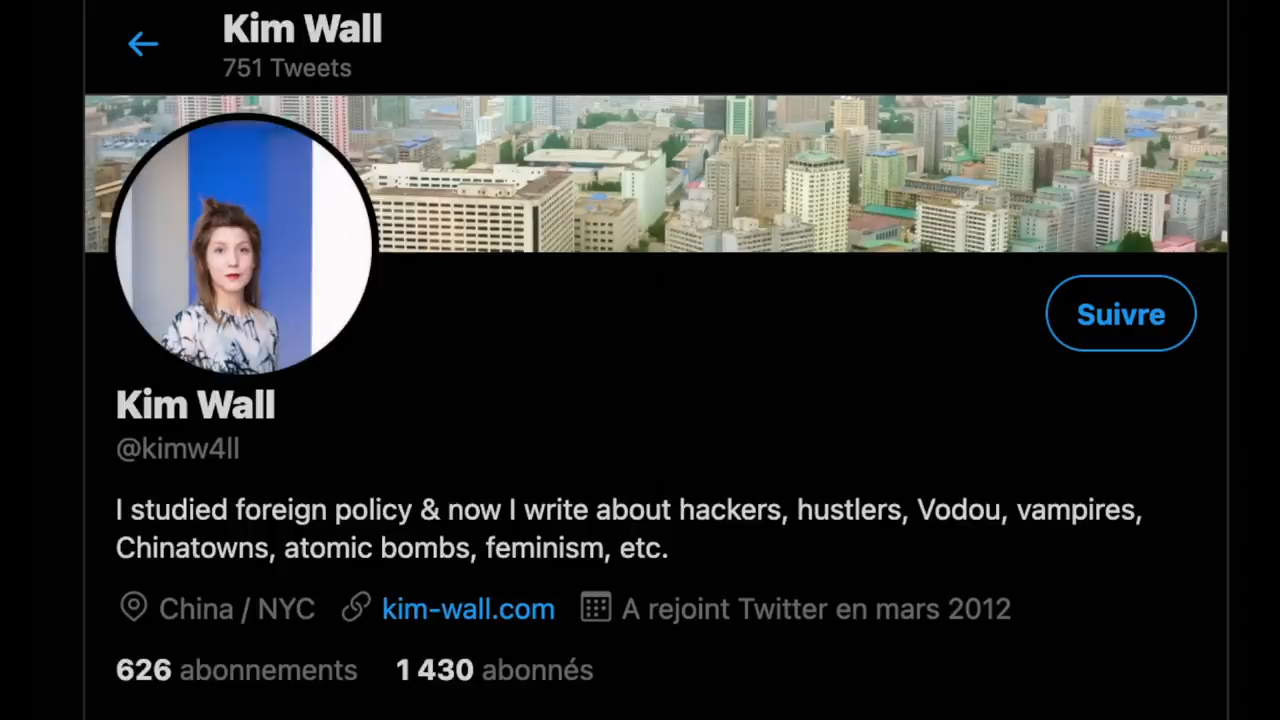 Kim Wall
751 Tweets
Suivre
Kim Wall
@kimw4ll
I studied foreign policy & now I write about hackers, hustlers, Vodou, vampires,
Chinatowns, atomic bombs, feminism, etc.
China / NYC kim-wall.com A rejoint Twitter en mars 2012
626 abonnements 1 430 abonnés